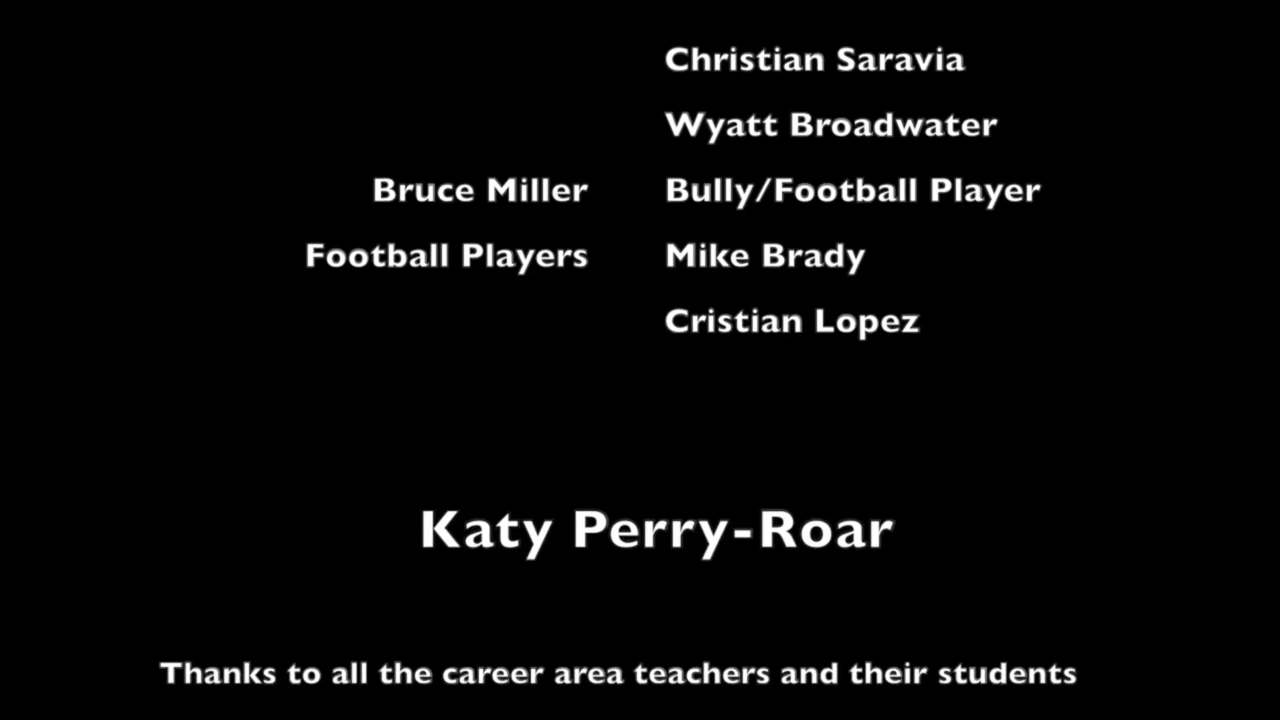 Christian Saravia
Wyatt Broadwater
Bruce Miller Bully/Football Player
Football Players Mike Brady
Cristian Lopez
Katy Perry-Roar
Thanks to all the career area teachers and their students